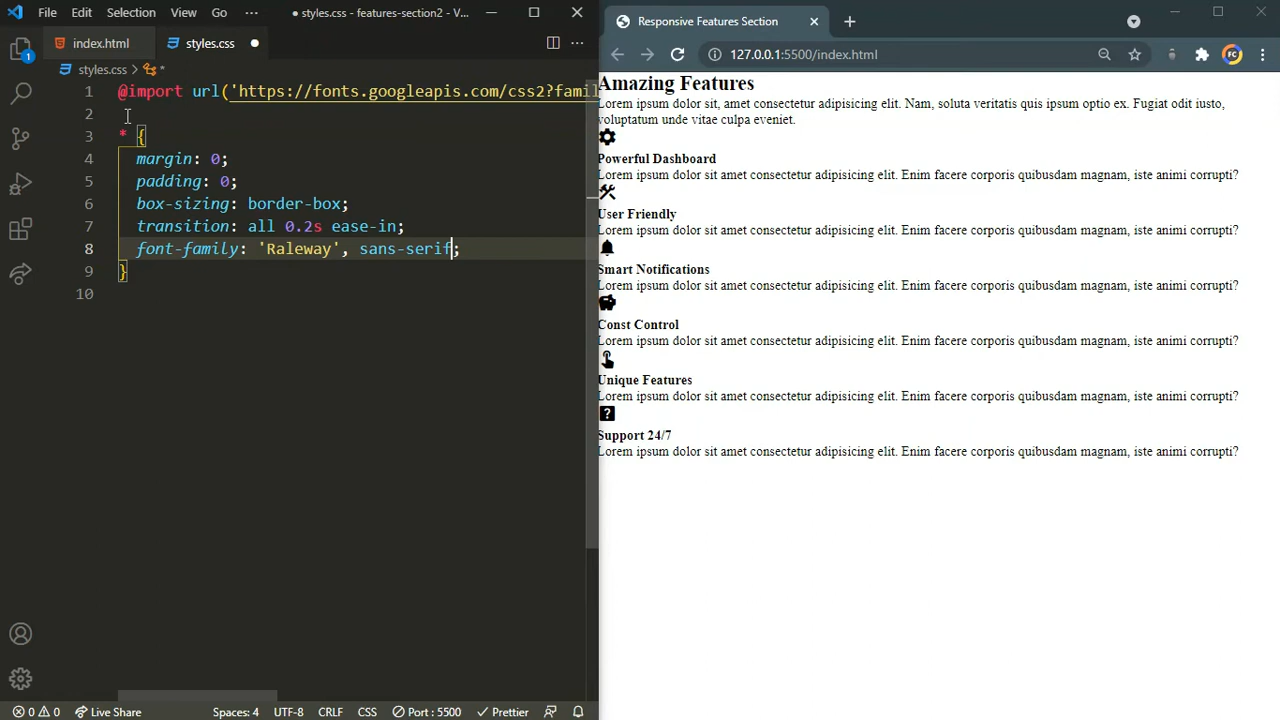 File Edit Selection View Go ··· ● styles.css - features-section2 - V...
index.html styles.css ●
styles.css > *
1 @import url('https://fonts.googleapis.com/css2?famil
2
3 * {
4 margin: 0;
5 padding: 0;
6 box-sizing: border-box;
7 transition: all 0.2s ease-in;
8 font-family: 'Raleway', sans-serif;
9 }
10
1
0 0 Live Share Spaces: 4 UTF-8 CRLF CSS Port : 5500 Prettier
Responsive Features Section
127.0.0.1:5500/index.html
FC
Amazing Features
Lorem ipsum dolor sit, amet consectetur adipisicing elit. Nam, soluta veritatis quis ipsum optio ex. Fugiat odit iusto,
voluptatum unde vitae culpa eveniet.
Powerful Dashboard
Lorem ipsum dolor sit amet consectetur adipisicing elit. Enim facere corporis quibusdam magnam, iste animi corrupti?
User Friendly
Lorem ipsum dolor sit amet consectetur adipisicing elit. Enim facere corporis quibusdam magnam, iste animi corrupti?
Smart Notifications
Lorem ipsum dolor sit amet consectetur adipisicing elit. Enim facere corporis quibusdam magnam, iste animi corrupti?
Const Control
Lorem ipsum dolor sit amet consectetur adipisicing elit. Enim facere corporis quibusdam magnam, iste animi corrupti?
Unique Features
Lorem ipsum dolor sit amet consectetur adipisicing elit. Enim facere corporis quibusdam magnam, iste animi corrupti?
?
Support 24/7
Lorem ipsum dolor sit amet consectetur adipisicing elit. Enim facere corporis quibusdam magnam, iste animi corrupti?